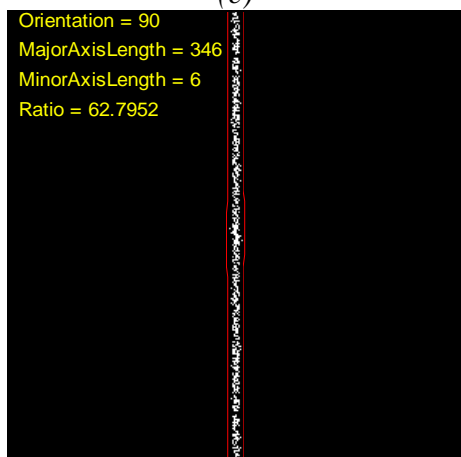 Orientation = 90
MajorAxisLength = 346
MinorAxisLength = 6
Ratio = 62.7952